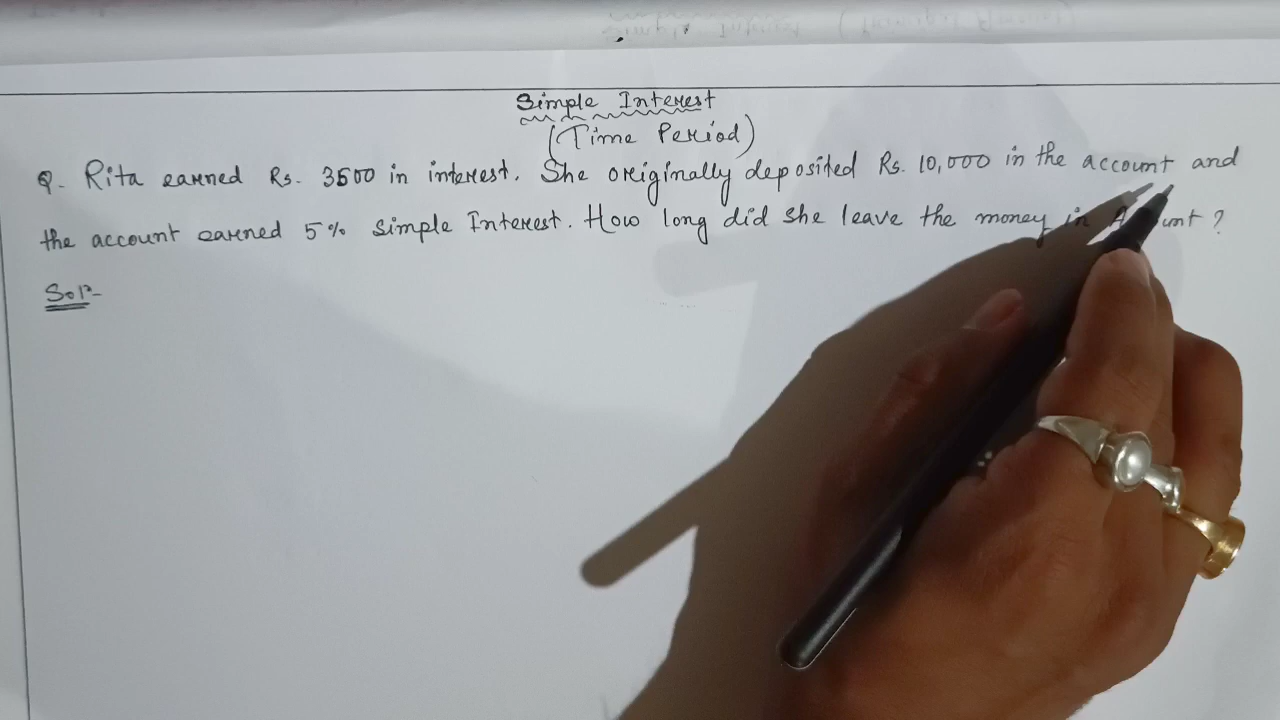 Simple Interest
(Time Period)
Q. Rita earned Rs. 3500 in interest. She originally deposited Rs. 10,000 in the account and
the account earned 5% Simple Interest. How long did she leave the money in ?
Sol:-